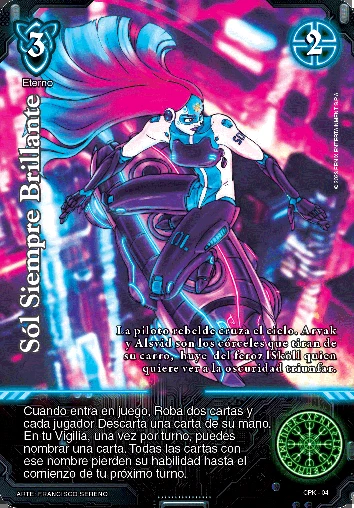 3
2
Eterno
Sól Siempre Brillante
01.
La piloto rebelde cruza el cielo. Arvak
y Alsvid son los córceles que tiran de
su carro, huye del feroz lSköll quien
quiere ver a la oscuridad triunfar.
Cuando entra en juego, Roba dos cartas y
cada jugador Descarta una carta de su mano.
En tu Vigilia, una vez por turno, puedes
nombrar una carta. Todas las cartas con
ese nombre pierden su habilidad hasta el
comienzo de tu próximo turno.
ARTE: FRANCISCO SERENO
CPK - 04